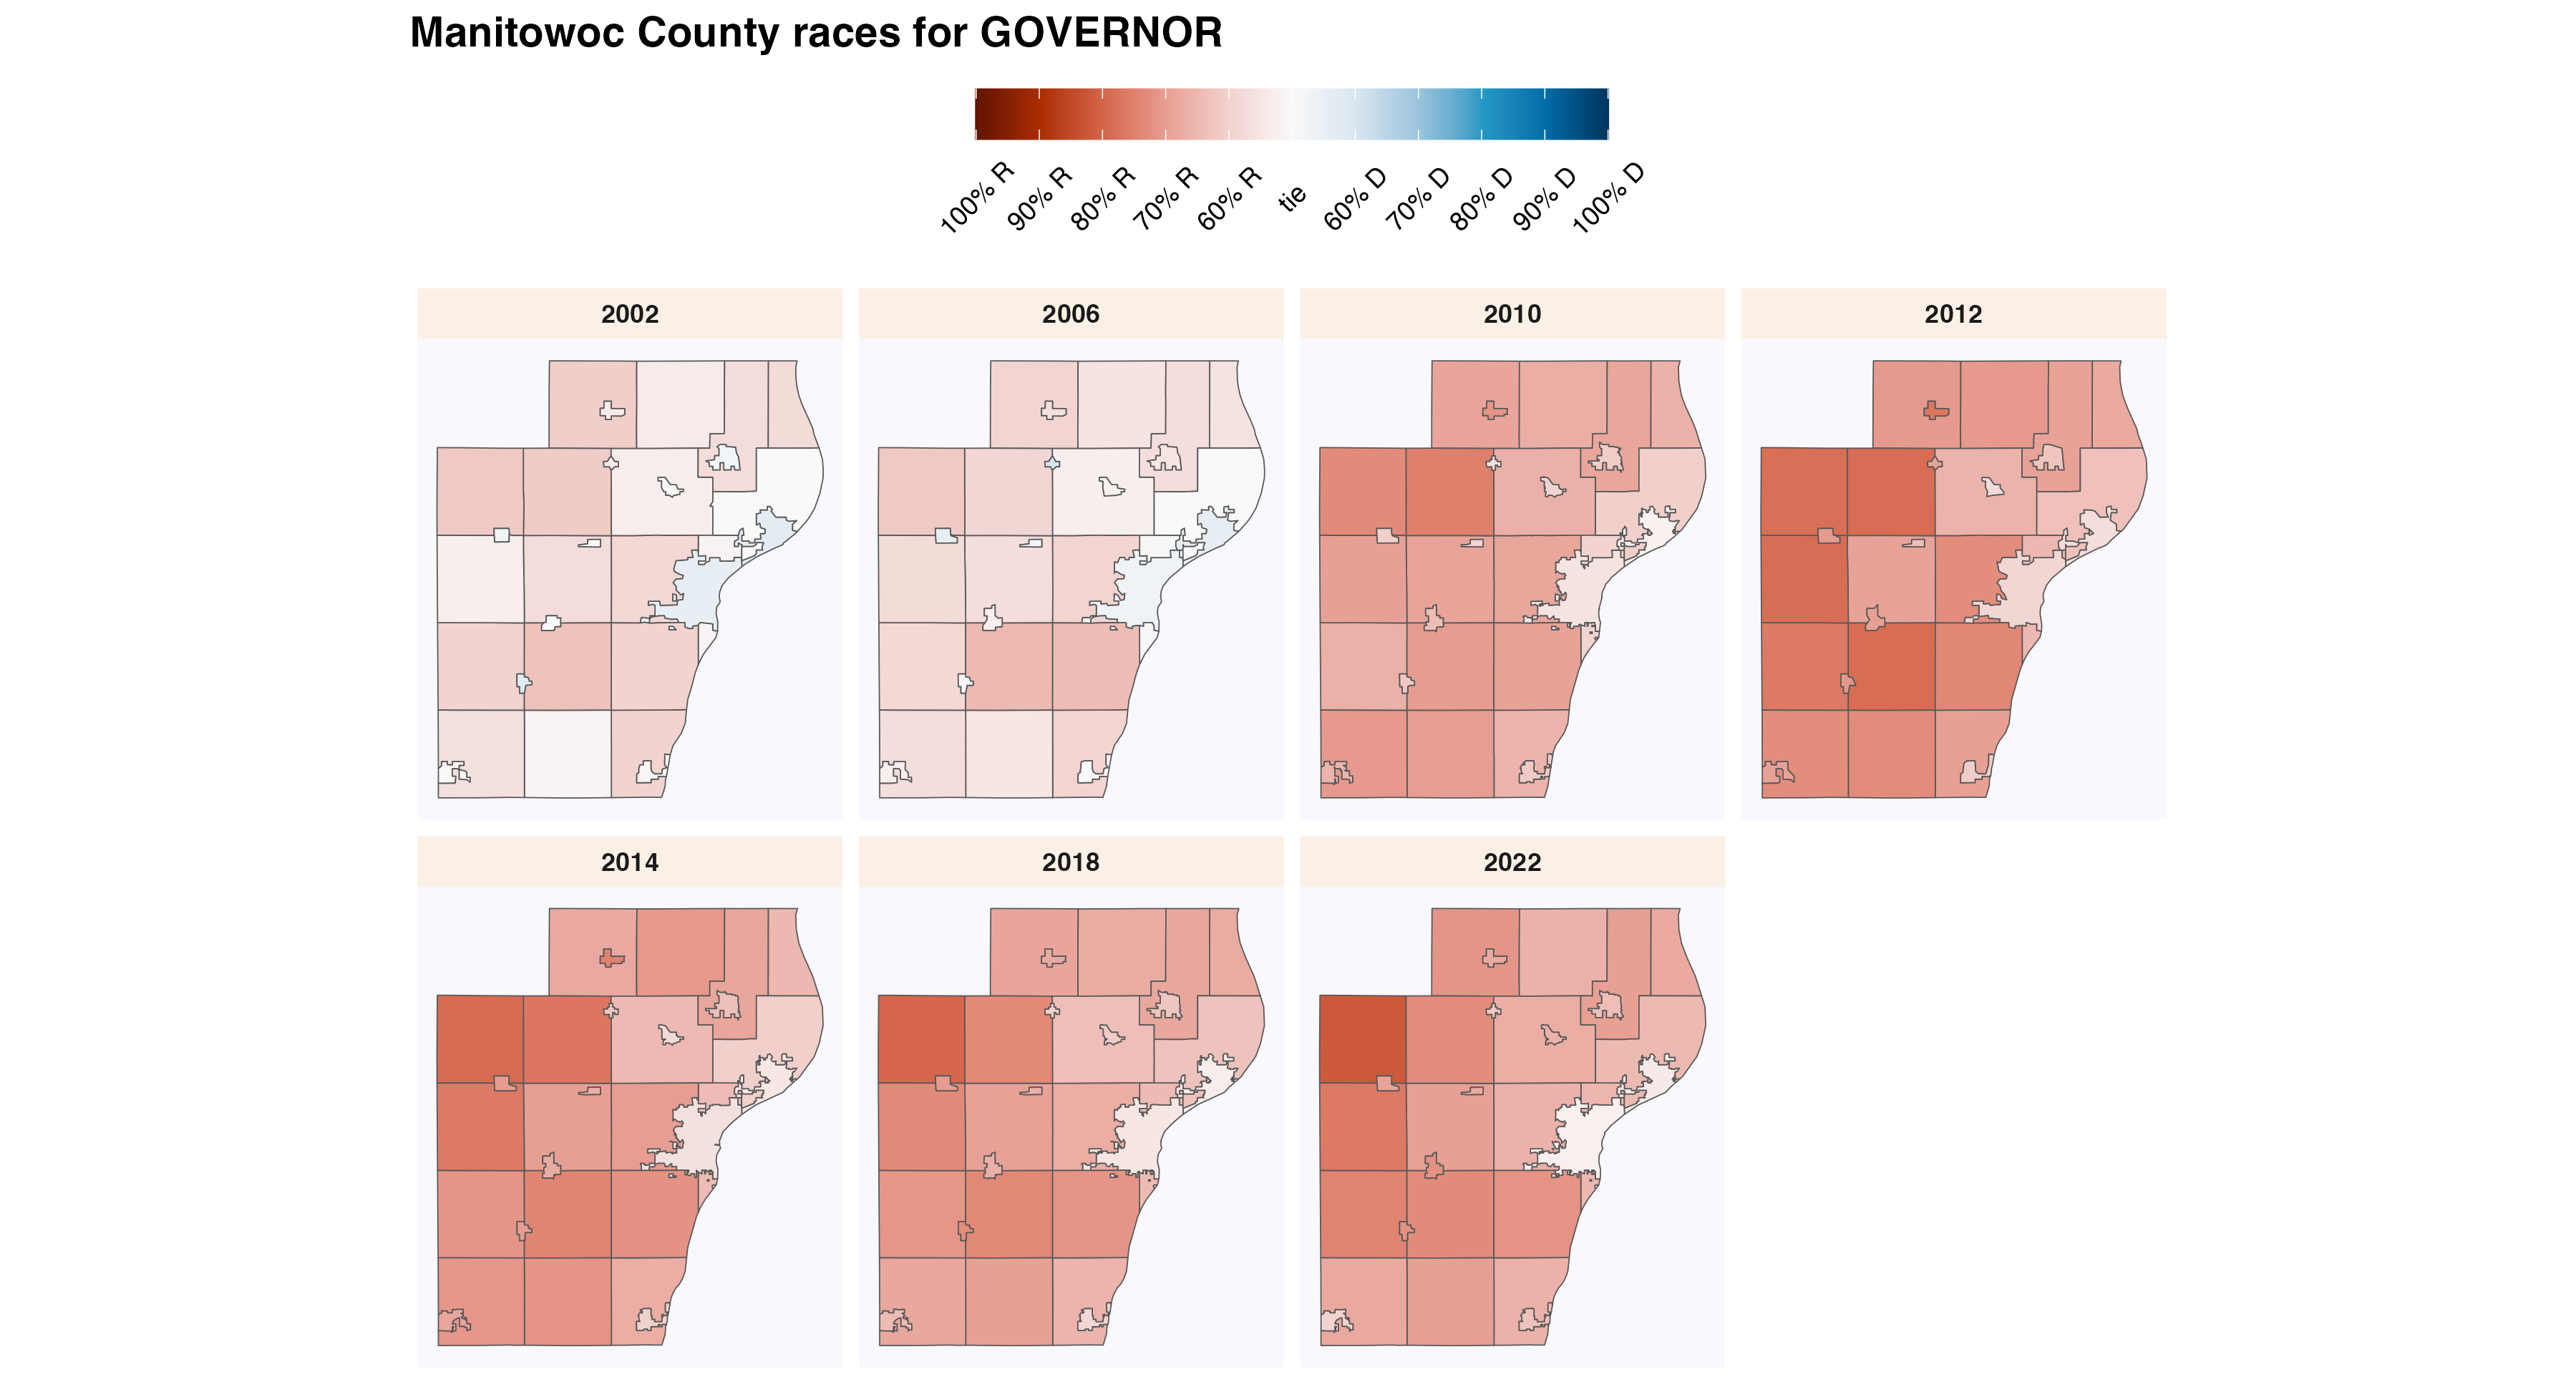 Manitowoc County races for GOVERNOR
100% R
90% R
80% R
70% R
60% R
tie
60% D
70% D
80% D
90% D
100% D
2002
2006
2010
2012
2014
2018
2022